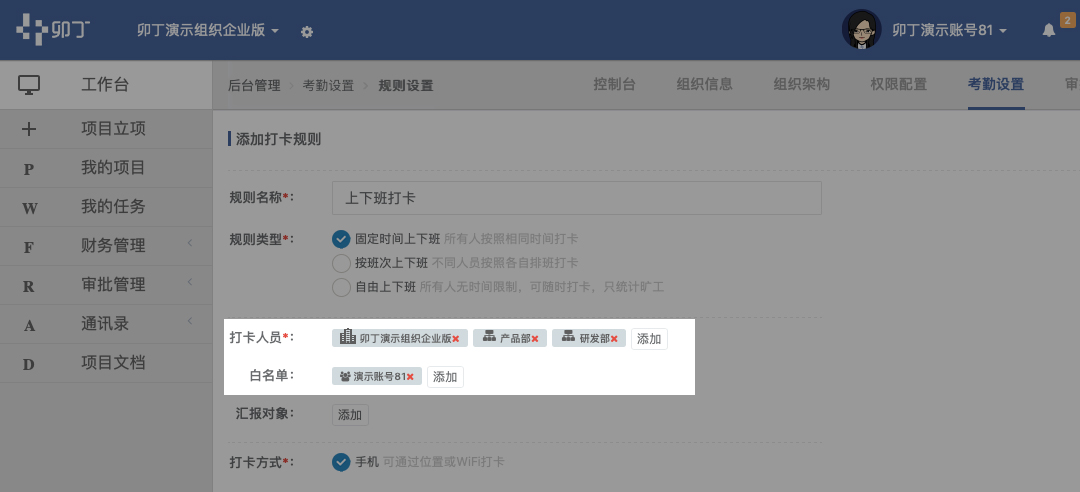 卯丁 卯丁演示组织企业版 卯丁演示账号81 2
工作台
项目立项
P 我的项目
W 我的任务
F 财务管理
R 审批管理
A 通讯录
D 项目文档
后台管理 考勤设置 规则设置 控制台 组织信息 组织架构 权限配置 考勤设置 审
添加打卡规则
规则名称*: 上下班打卡
规则类型*: 固定时间上下班 所有人按照相同时间打卡
按班次上下班 不同人员按照各自排班打卡
自由上下班 所有人无时间限制，可随时打卡，只统计旷工
打卡人员*: 卯丁演示组织企业版 产品部 研发部 添加
白名单: 演示账号81 添加
汇报对象: 添加
打卡方式*: 手机 可通过位置或WiFi打卡